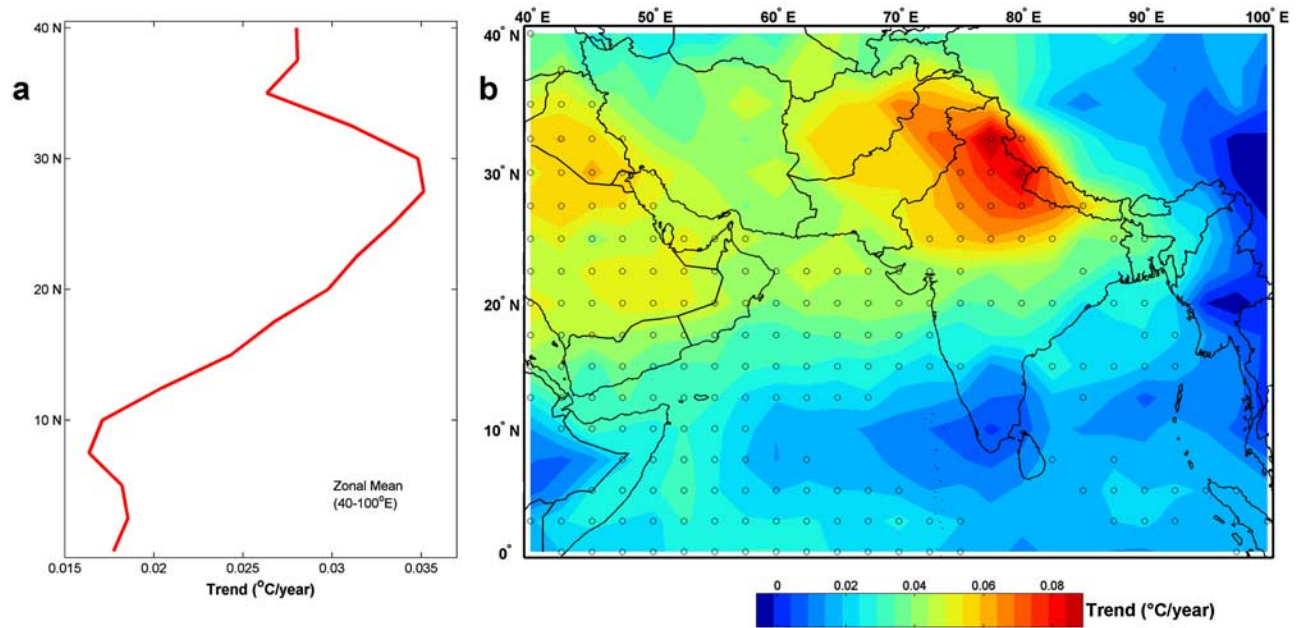 a
40 N
30 N
20 N
10 N
0
Zonal Mean
(40-100°E)
0.015 0.02 0.025 0.03 0.035
Trend (°C/year)
b
40° E 50° E 60° E 70° E 80° E 90° E 100° E
40° N
30° N
20° N
10° N
0°
0 0.02 0.04 0.06 0.08
Trend (°C/year)